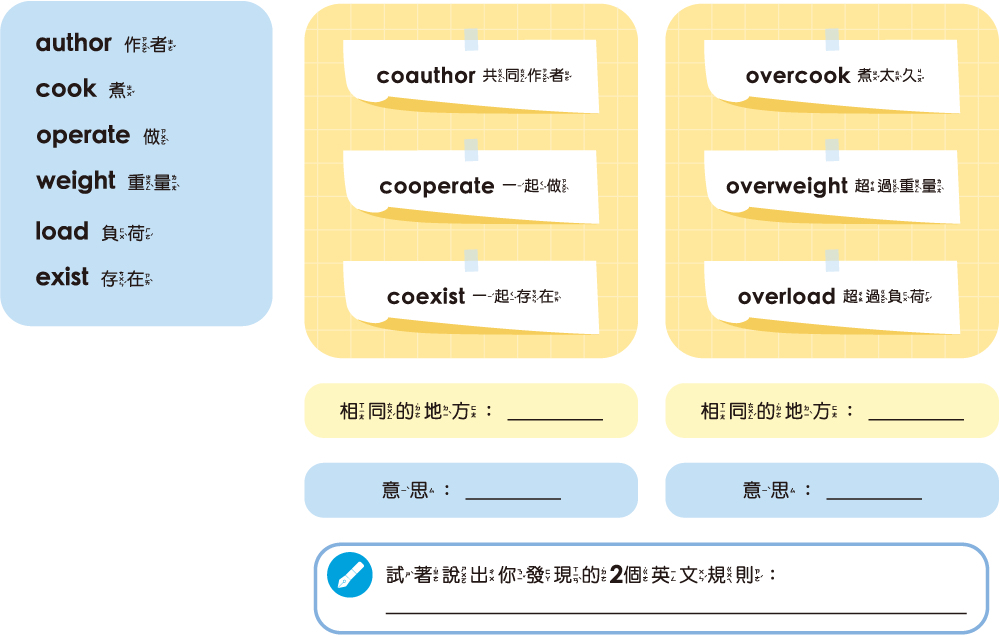 author 作者
cook 煮
operate 做
weight 重量
load 負荷
exist 存在
coauthor 共同作者
cooperate 一起做
coexist 一起存在
相同的地方：
意思：
overcook 煮太久
overweight 超過重量
overload 超過負荷
相同的地方：
意思：
試著說出你發現的2個英文規則：